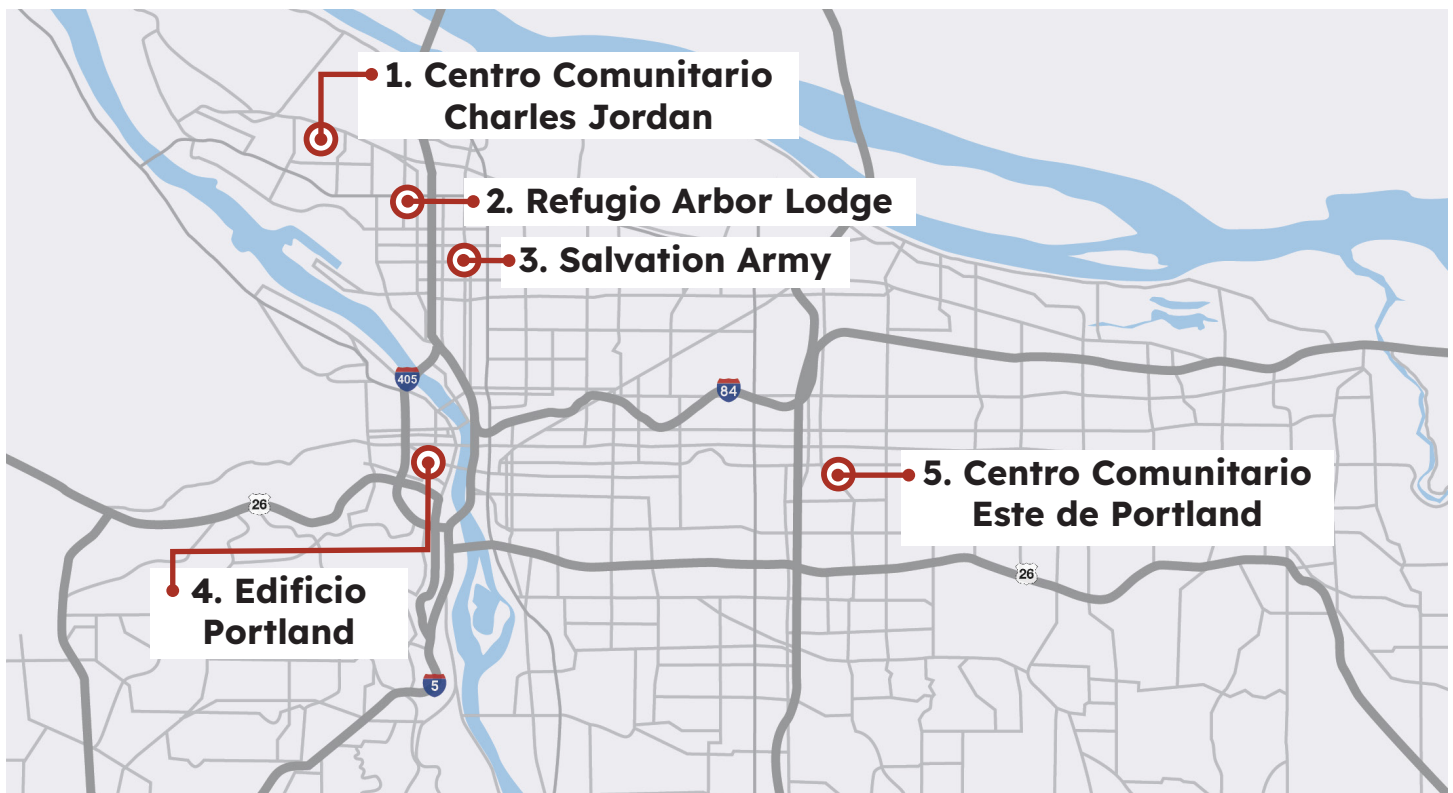 1. Centro Comunitario
Charles Jordan
2. Refugio Arbor Lodge
3. Salvation Army
405
84
5. Centro Comunitario
Este de Portland
26
26
4. Edificio
Portland
5